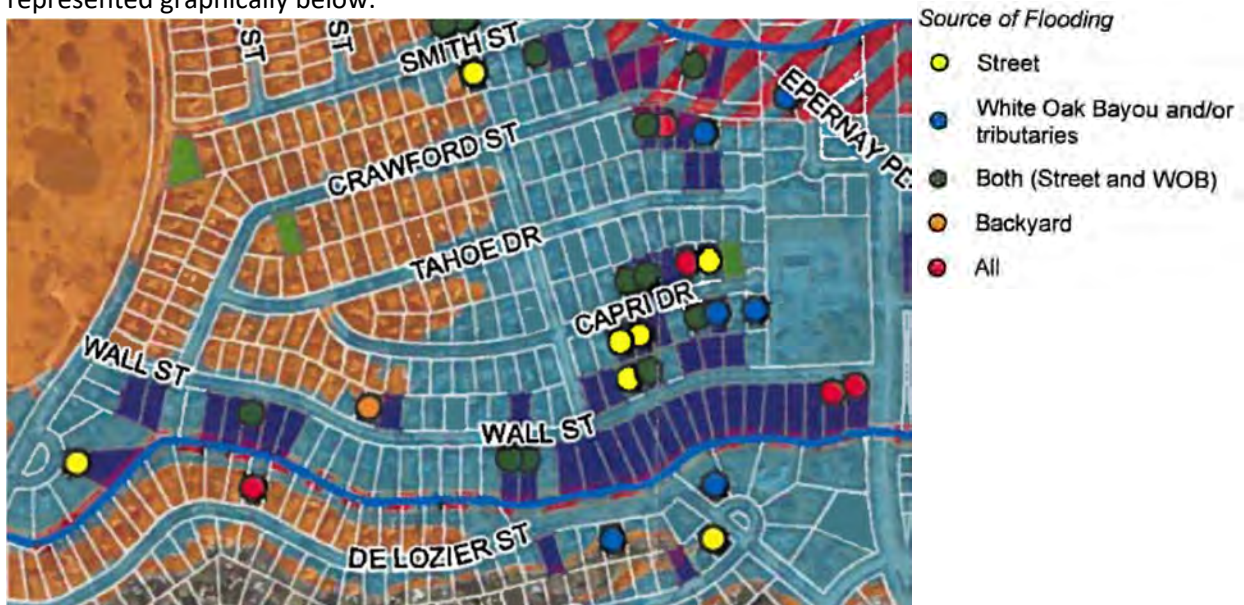 represented graphically below.
Source of Flooding
Street
White Oak Bayou and/or
tributaries
Both (Street and WOB)
Backyard
All
ST
ST
SMITH ST
EPERNAY PL
CRAWFORD ST
TAHOE DR
CAPRI DR
WALL ST
WALL ST
DE LOZIER ST